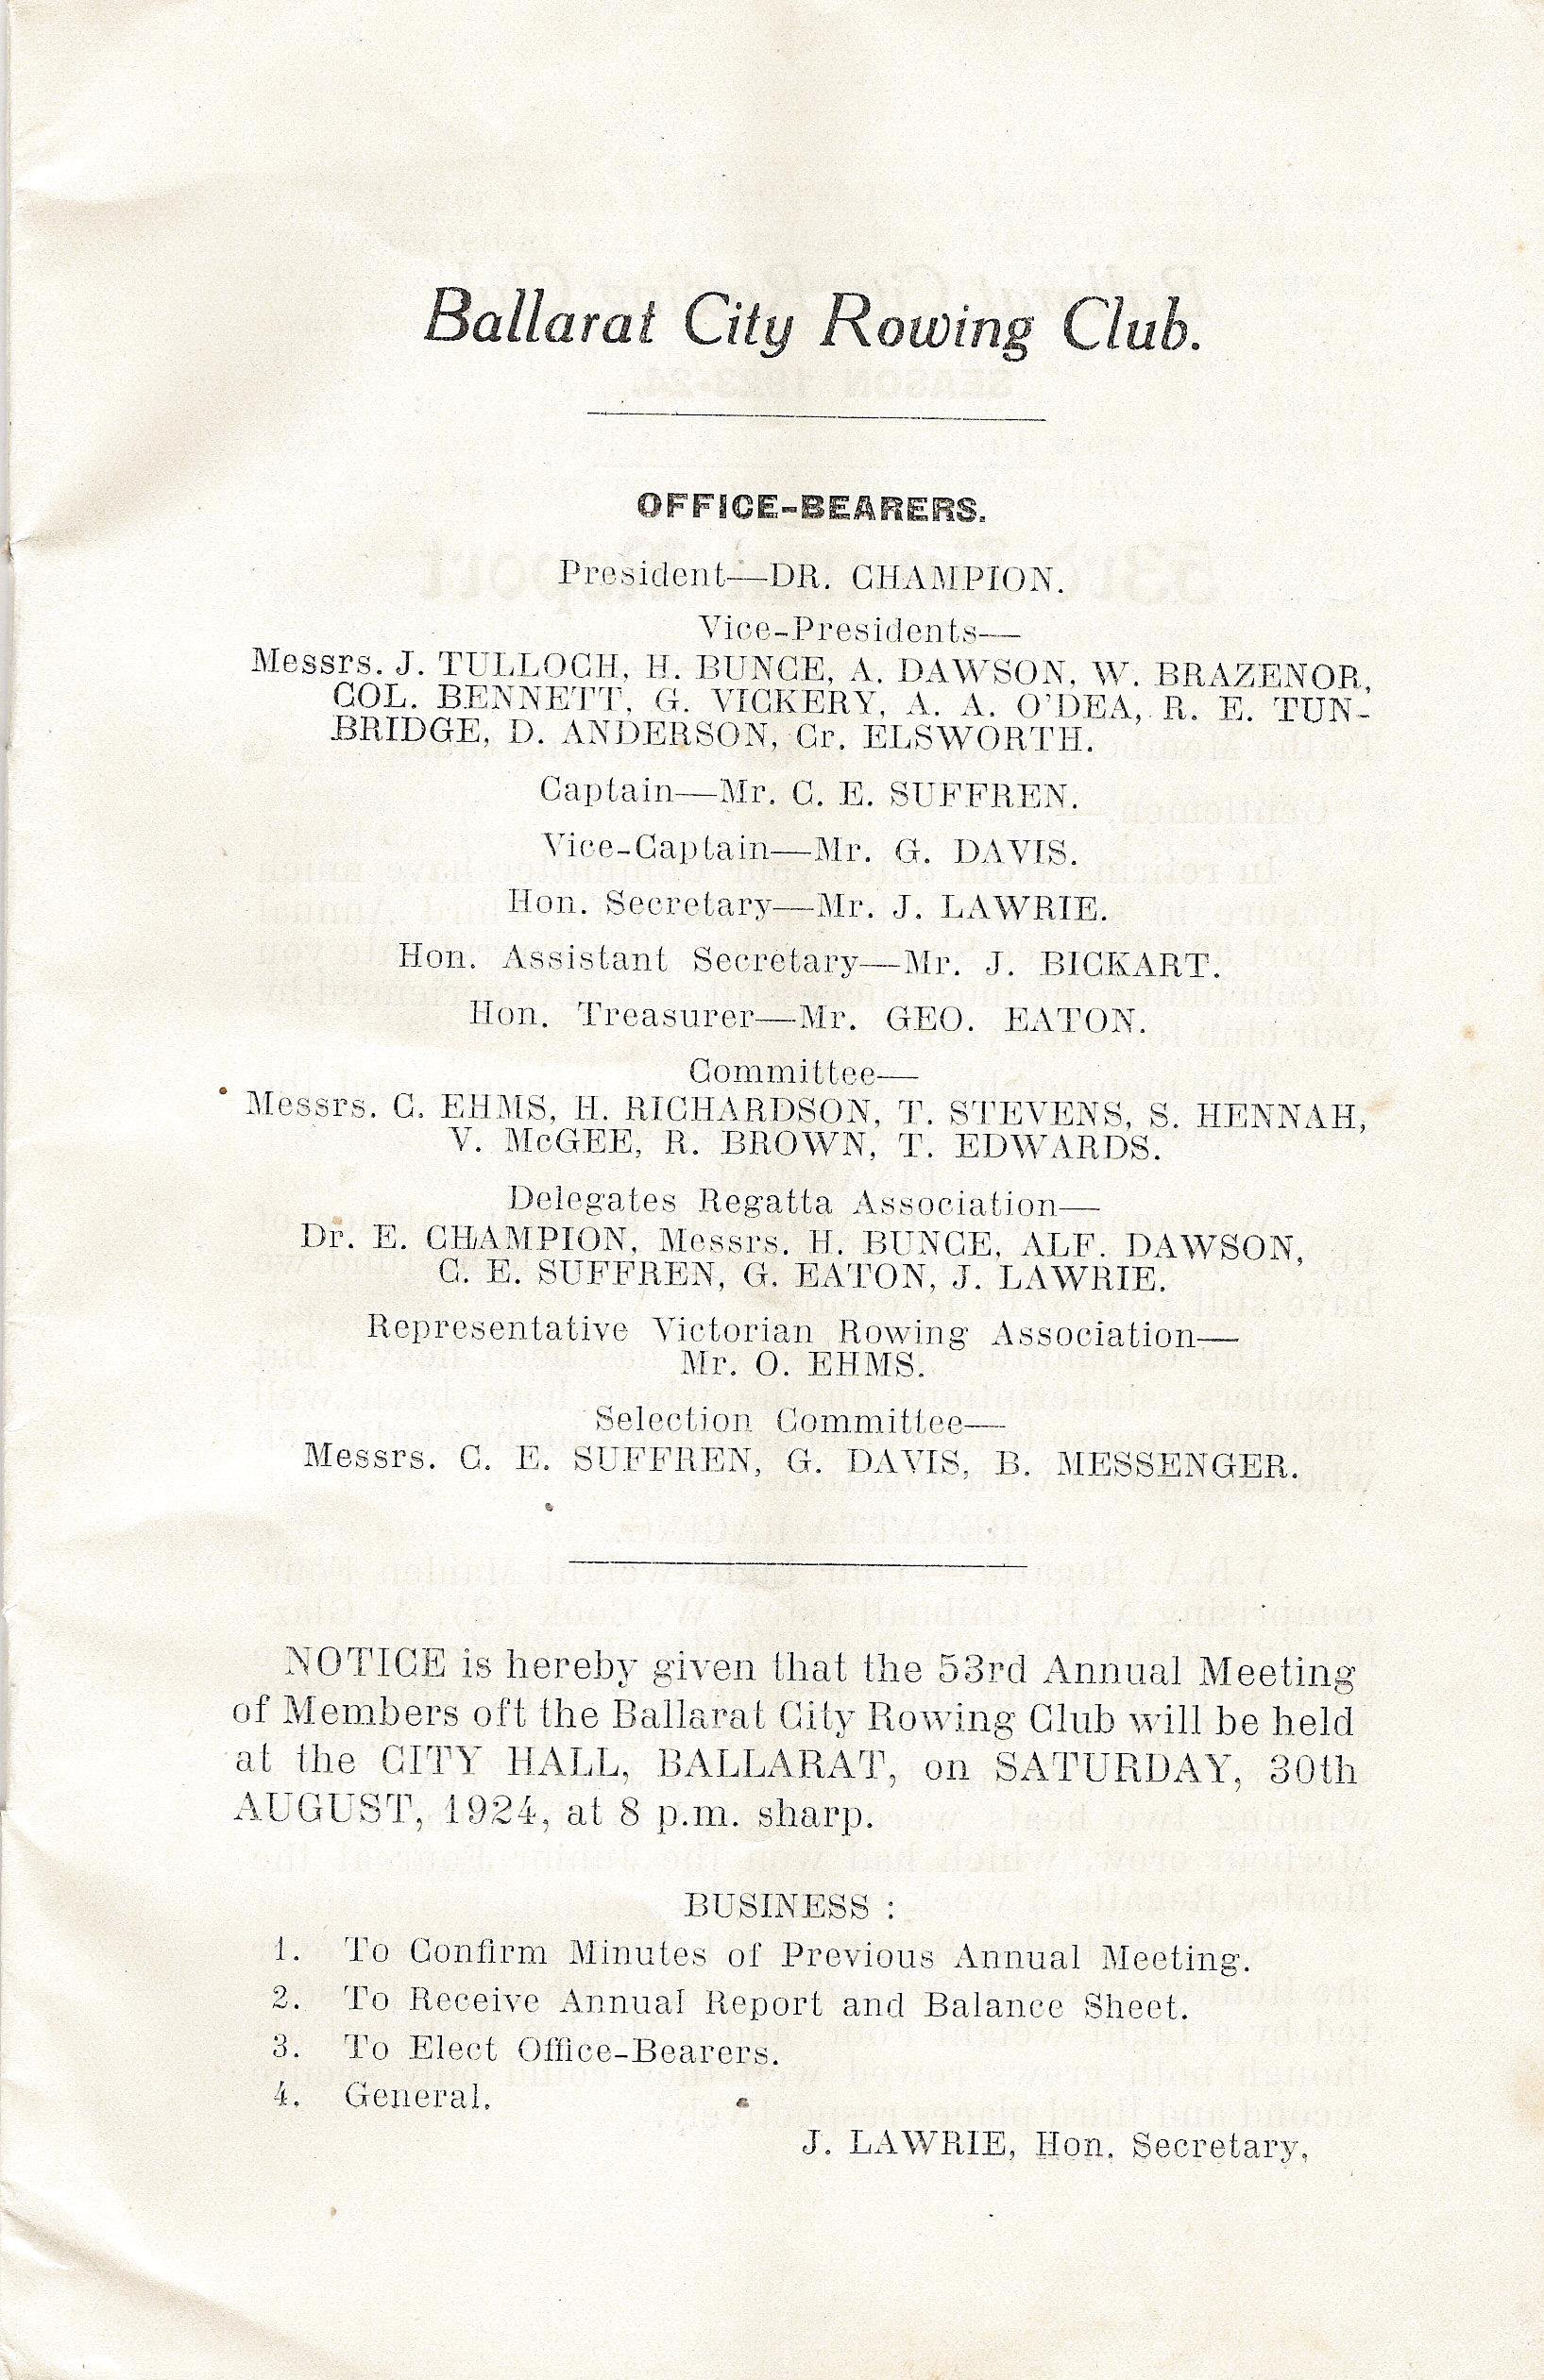 Ballarat City Rowing Club.
OFFICE-BEARERS.
President—DR. CHAMPION.
Vice-Presidents—
Messrs. J. TULLOCH, H. BUNCE, A. DAWSON, W. BRAZENOR,
COL. BENNETT, G. VICKERY, A. A. O'DEA, R. E. TUN-
BRIDGE, D. ANDERSON, Cr. ELSWORTH.
Captain—Mr. C. E. SUFFREN.
Vice-Captain—Mr. G. DAVIS.
Hon. Secretary—Mr. J. LAWRIE.
Hon. Assistant Secretary—Mr. J. BICKART.
Hon. Treasurer—Mr. GEO. EATON.
Committee—
Messrs. C. EHMS, H. RICHARDSON, T. STEVENS, S. HENNAH,
V. McGEE, R. BROWN, T. EDWARDS.
Delegates Regatta Association—
Dr. E. CHAMPION, Messrs. H. BUNCE, ALF. DAWSON,
C. E. SUFFREN, G. EATON, J. LAWRIE.
Representative Victorian Rowing Association—
Mr. O. EHMS.
Selection Committee—
Messrs. C. E. SUFFREN, G. DAVIS, B. MESSENGER.
NOTICE is hereby given that the 53rd Annual Meeting
of Members oft the Ballarat City Rowing Club will be held
at the CITY HALL, BALLARAT, on SATURDAY, 30th
AUGUST, 1924, at 8 p.m. sharp.
BUSINESS :
1. To Confirm Minutes of Previous Annual Meeting.
2. To Receive Annual Report and Balance Sheet.
3. To Elect Office-Bearers.
4. General.
J. LAWRIE, Hon. Secretary,